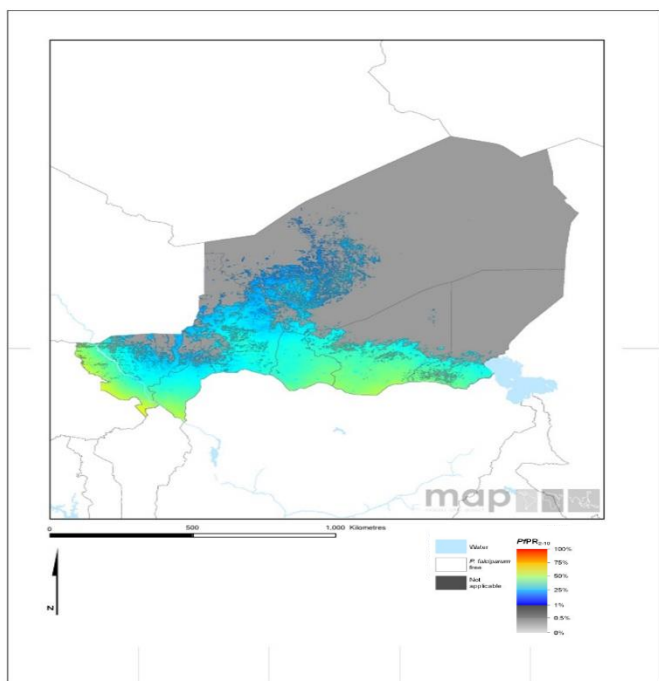 map
0 500 1,000 Kilometres
N
Water
P. falciparum
free
Not
applicable
PfPR2-10
100%
75%
50%
25%
1%
0.5%
0%